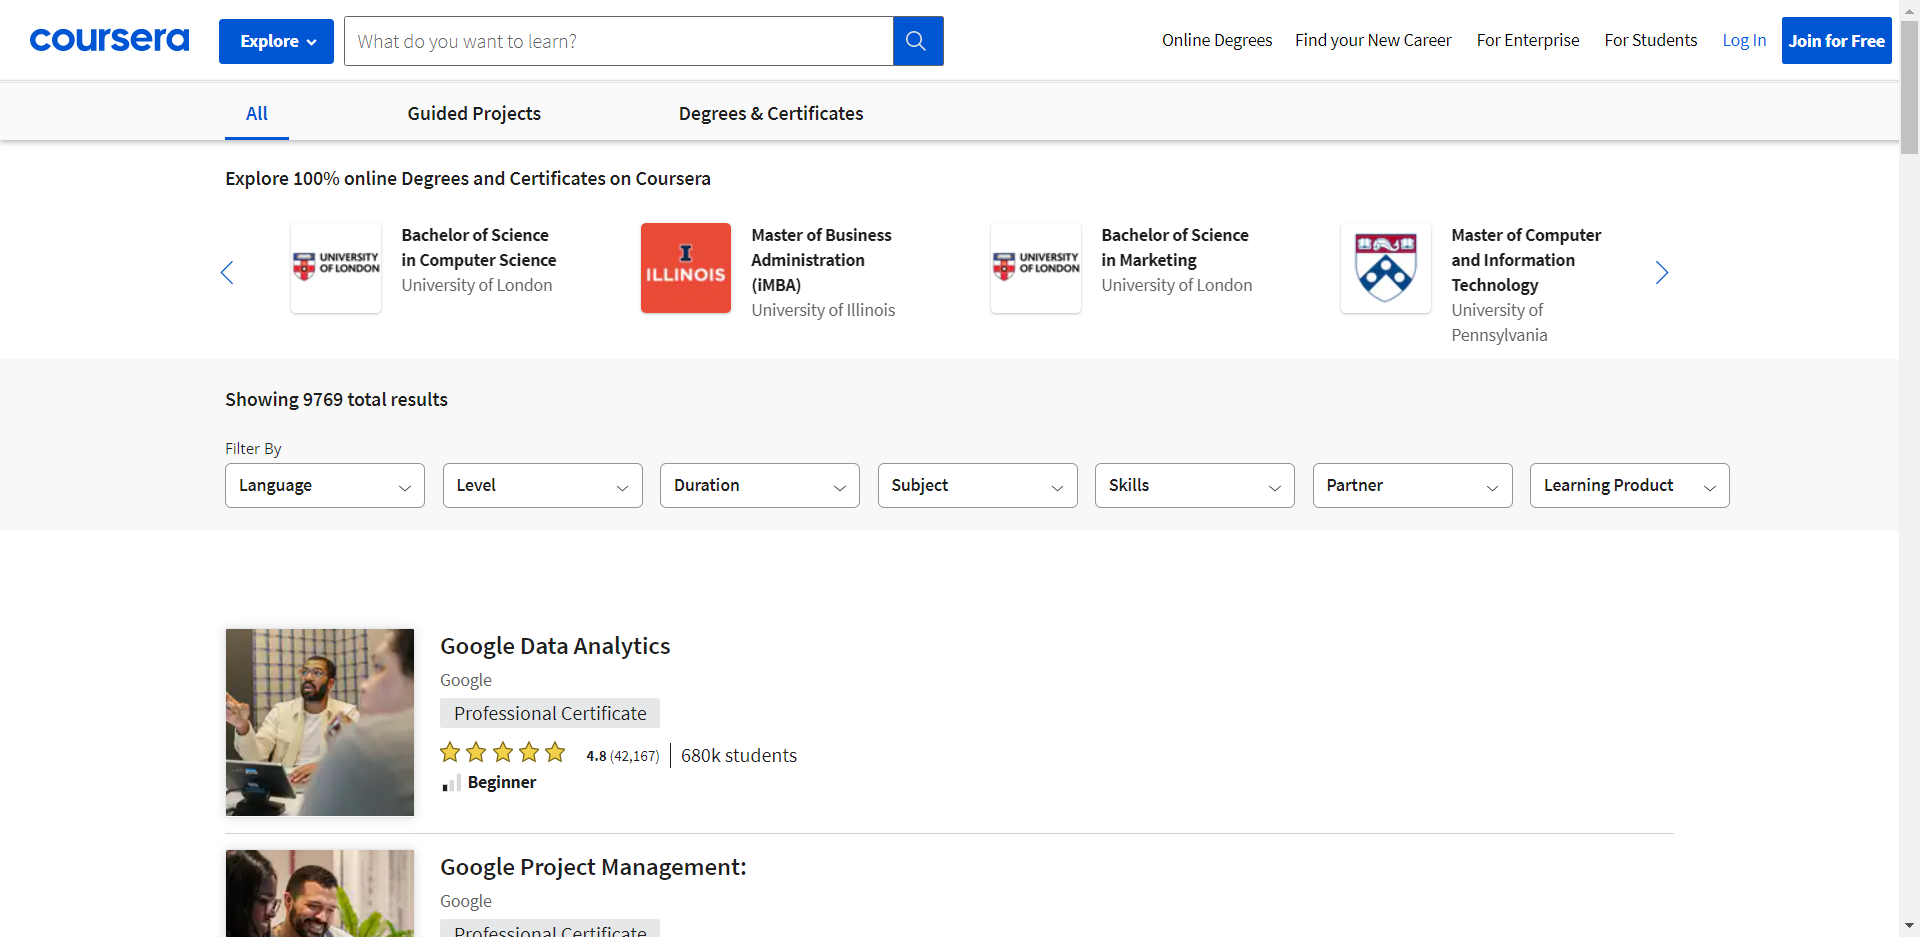 coursera
Explore
What do you want to learn?
Online Degrees
Find your New Career
For Enterprise
For Students
Log In
Join for Free
All
Guided Projects
Degrees & Certificates
Explore 100% online Degrees and Certificates on Coursera
UNIVERSITY
OF LONDON
Bachelor of Science
in Computer Science
University of London
I
ILLINOIS
Master of Business
Administration
(iMBA)
University of Illinois
UNIVERSITY
OF LONDON
Bachelor of Science
in Marketing
University of London
Master of Computer
and Information
Technology
University of
Pennsylvania
Showing 9769 total results
Filter By
Language
Level
Duration
Subject
Skills
Partner
Learning Product
Google Data Analytics
Google
Professional Certificate
4.8 (42,167)
680k students
Beginner
Google Project Management:
Google
Professional Certificate